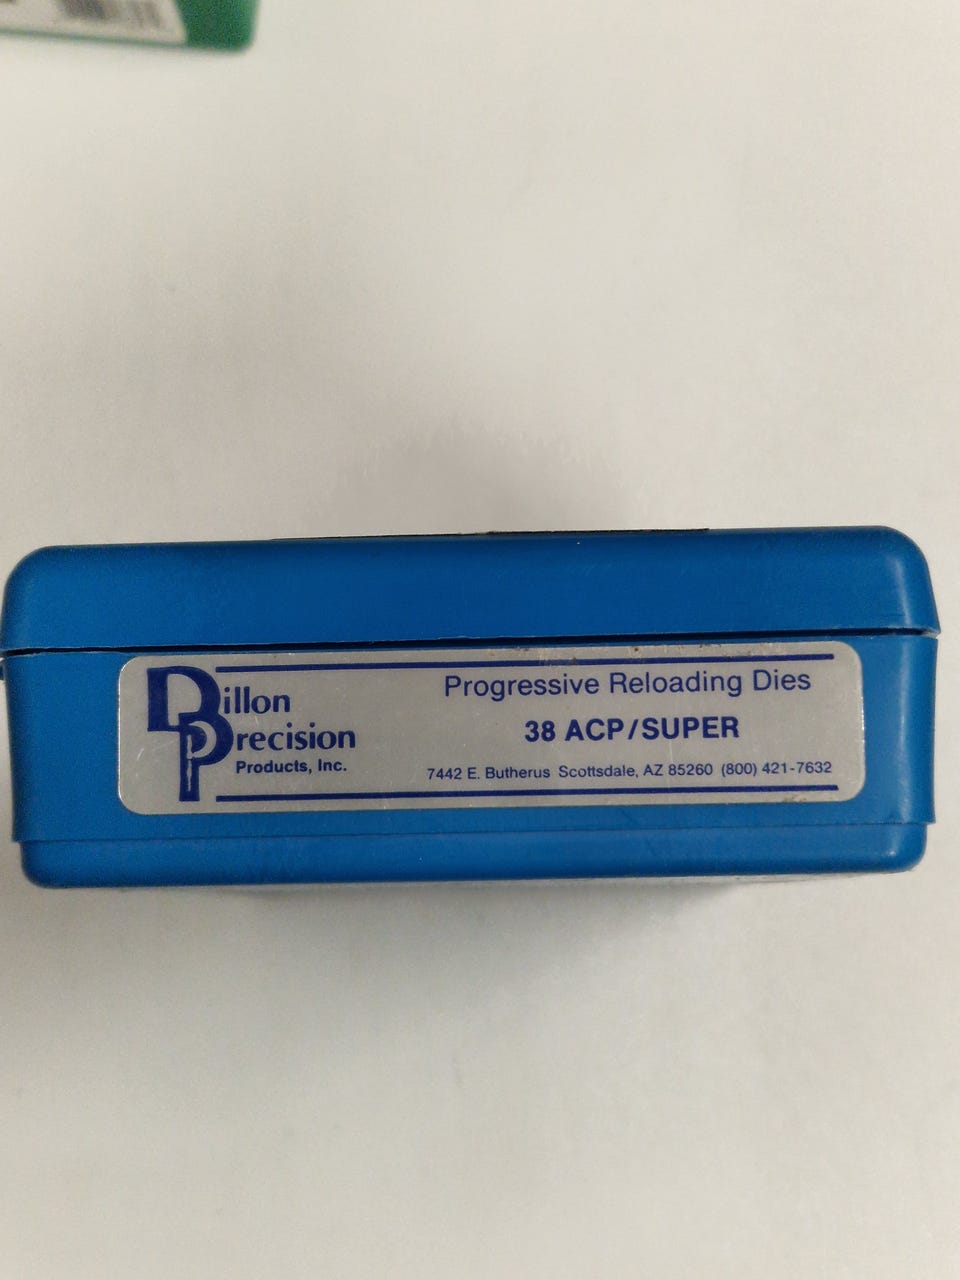 Dillon
Precision
Products, Inc.
Progressive Reloading Dies
38 ACP/SUPER
7442 E. Butherus Scottsdale, AZ 85260 (800) 421-7632